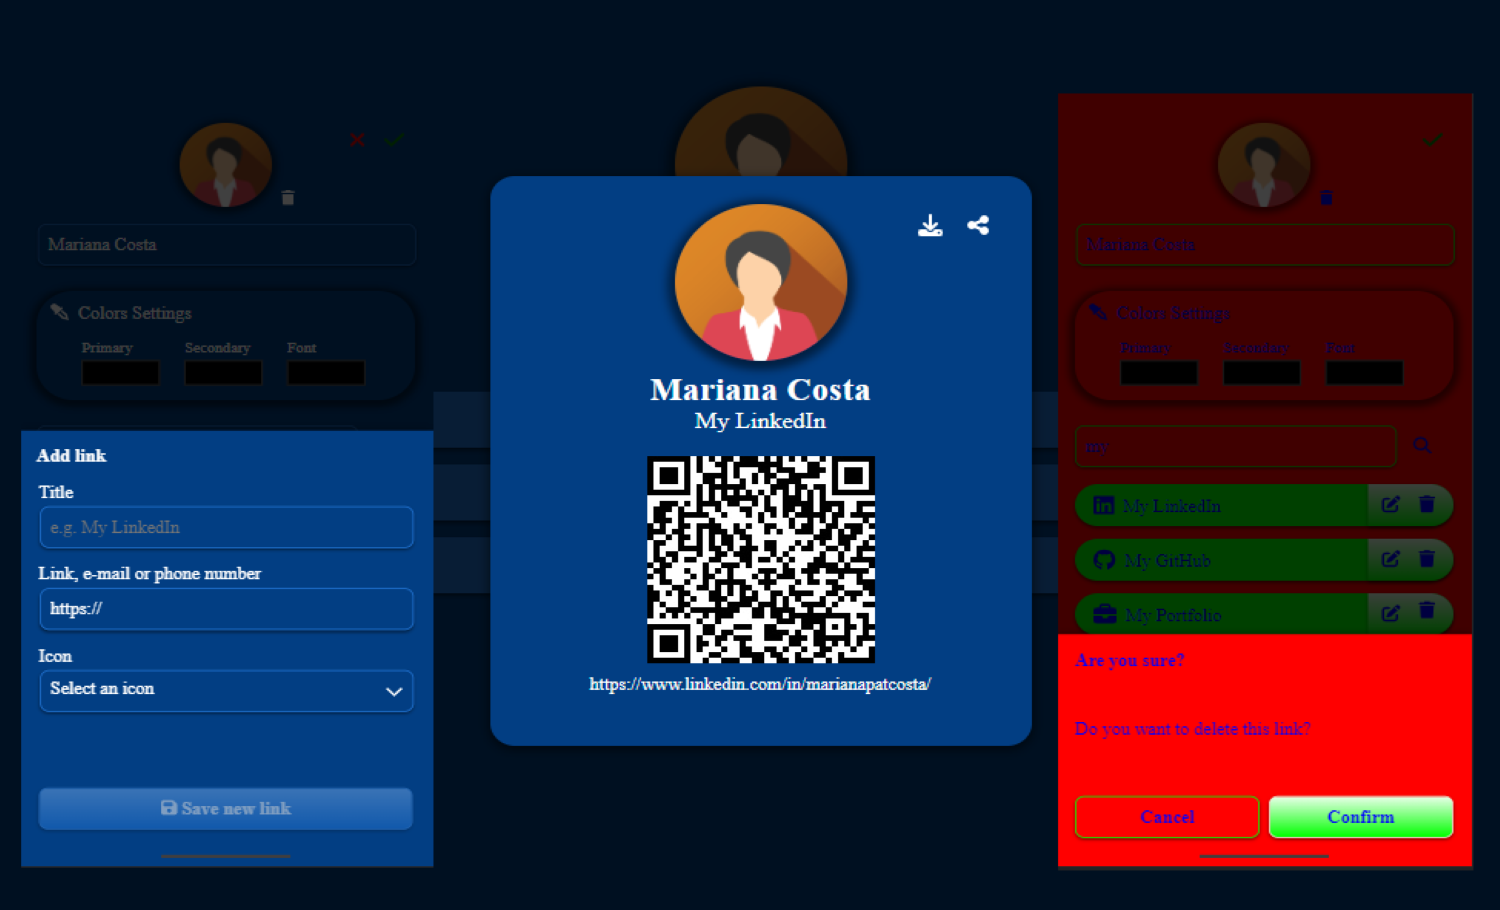 Mariana Costa
Colors Settings
Primary Secondary Font
Add link
Title
e.g. My LinkedIn
Link, e-mail or phone number
https://
Icon
Select an icon
Save new link
Mariana Costa
My LinkedIn
https://www.linkedin.com/in/marianapatcosta/
Mariana Costa
Colors Settings
Primary Secondary Font
my
My LinkedIn
My GitHub
My Portfolio
Are you sure?
Do you want to delete this link?
Cancel Confirm